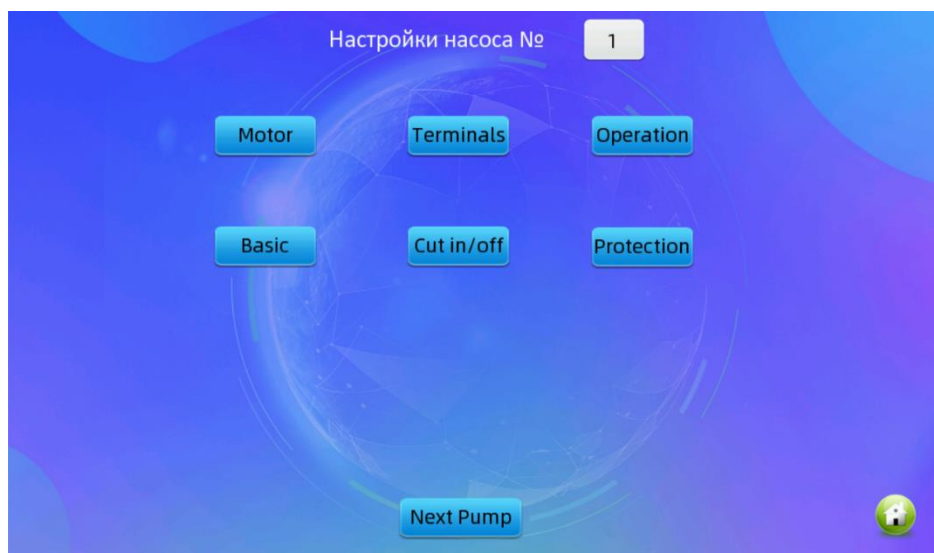 Настройки насоса № 1
Motor Terminals Operation
Basic Cut in/off Protection
Next Pump